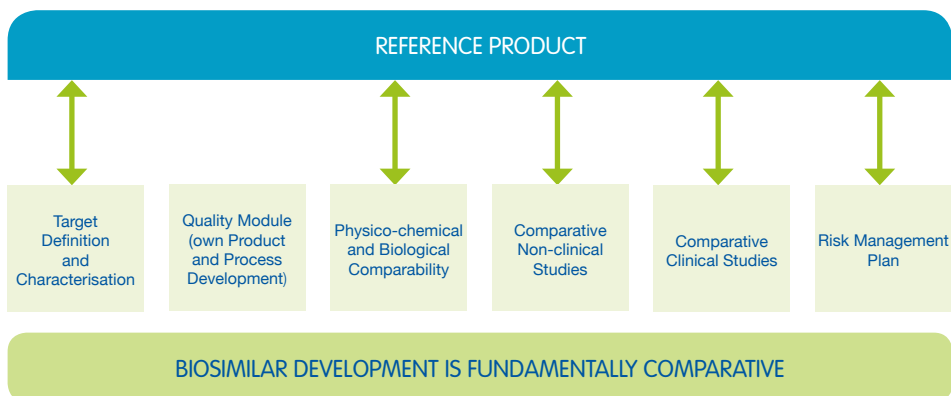 REFERENCE PRODUCT
Target
Definition
and
Characterisation
Quality Module
(own Product
and Process
Development)
Physico-chemical
and Biological
Comparability
Comparative
Non-clinical
Studies
Comparative
Clinical Studies
Risk Management
Plan
BIOSIMILAR DEVELOPMENT IS FUNDAMENTALLY COMPARATIVE